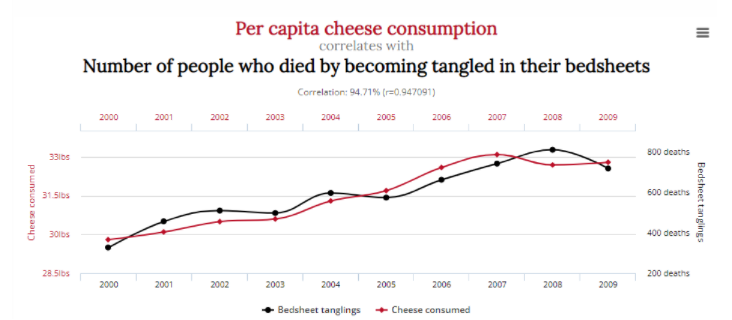 Per capita cheese consumption
correlates with
Number of people who died by becoming tangled in their bedsheets
Correlation: 94.71% (r=0.947091)
2000 2001 2002 2003 2004 2005 2006 2007 2008 2009
Cheese consumed
33lbs
31.5lbs
30lbs
28.5lbs
800 deaths
600 deaths
400 deaths
200 deaths
Bedsheet tanglings
2000 2001 2002 2003 2004 2005 2006 2007 2008 2009
Bedsheet tanglings Cheese consumed